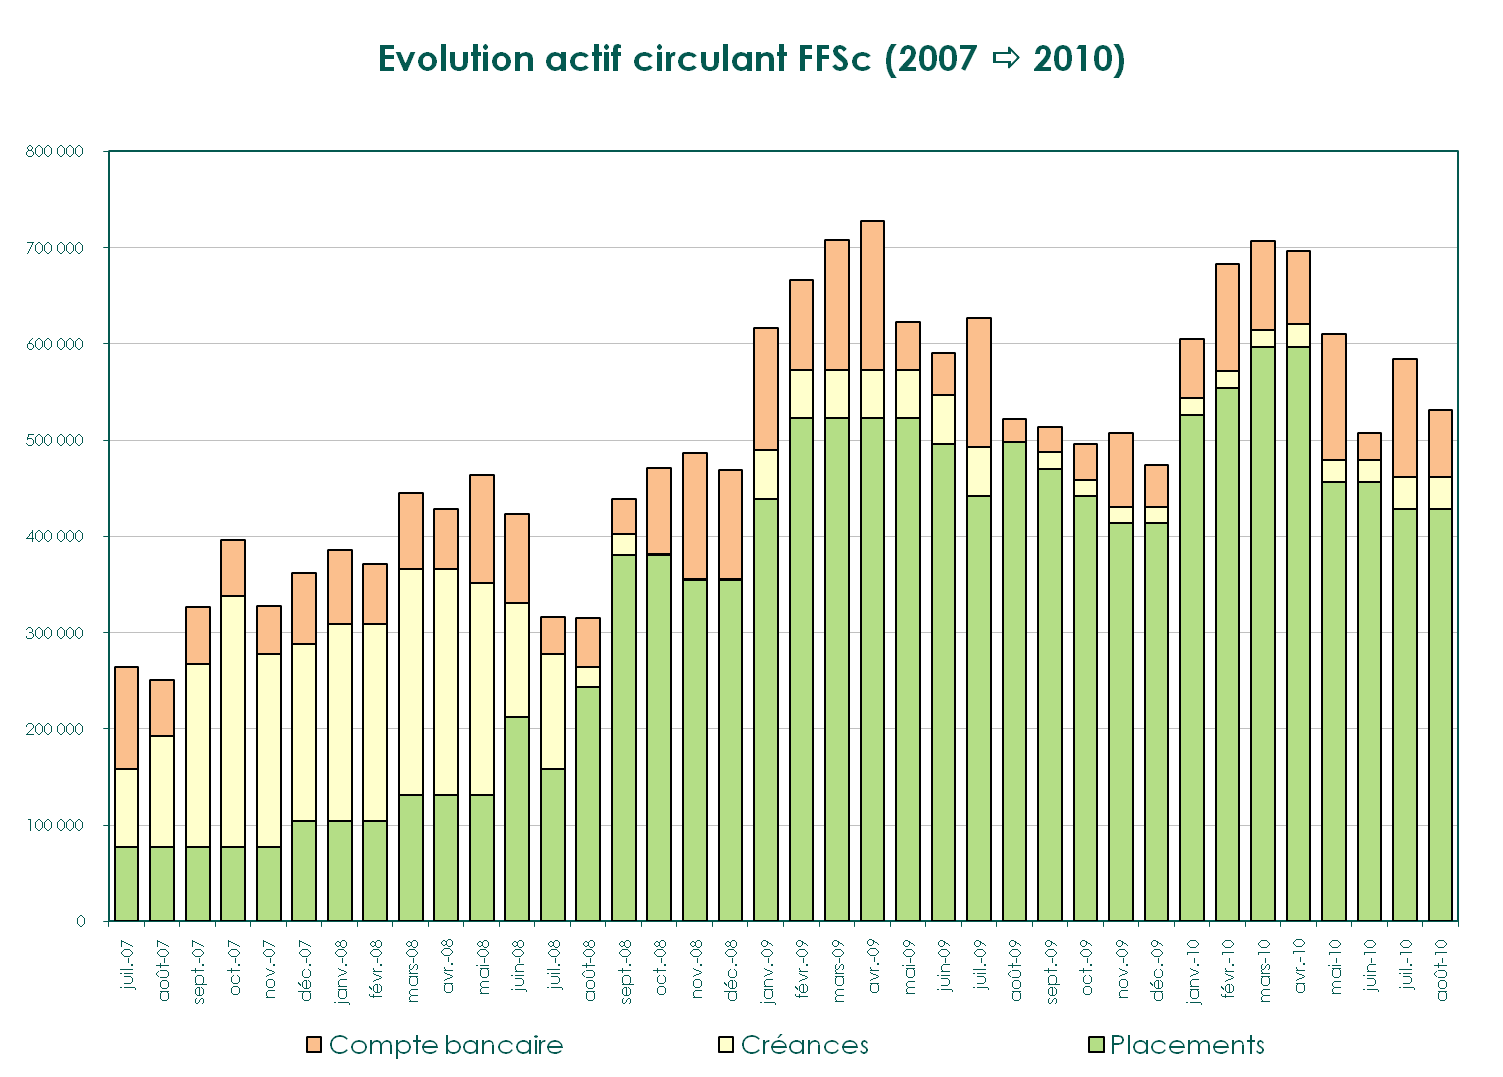 Evolution actif circulant FFSc (2007 ⇨ 2010)
800 000
700 000
600 000
500 000
400 000
300 000
200 000
100 000
0
juil.-07
août-07
sept.-07
oct.-07
nov.-07
déc.-07
janv.-08
févr.-08
mars-08
avr.-08
mai-08
juin-08
juil.-08
août-08
sept.-08
oct.-08
nov.-08
déc.-08
janv.-09
févr.-09
mars-09
avr.-09
mai-09
juin-09
juil.-09
août-09
sept.-09
oct.-09
nov.-09
déc.-09
janv.-10
févr.-10
mars-10
avr.-10
mai-10
juin-10
juil.-10
août-10
Compte bancaire
Créances
Placements